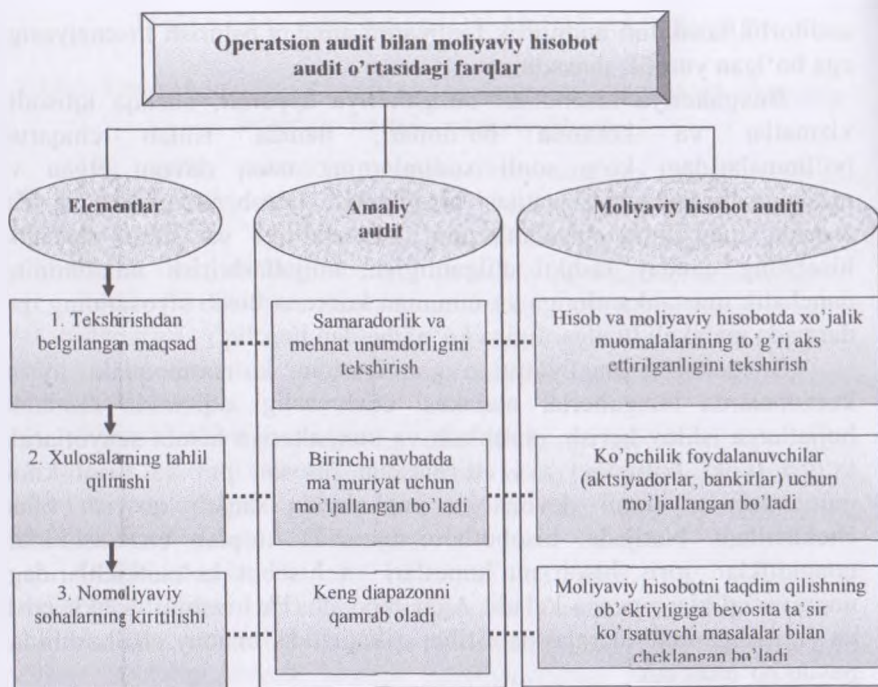 Operatsion audit bilan moliyaviy hisobot
audit o'rtasidagi farqlar
Elementlar
Amaliy
audit
Moliyaviy hisobot auditi
1. Tekshirishdan
belgilangan maqsad
Samaradorlik va
mehnat unumdorligini
tekshirish
Hisob va moliyaviy hisobotda xo'jalik
muomalalarining to'g'ri aks
ettirilganligini tekshirish
2. Xulosalarning tahlil
qilinishi
Birinchi navbatda
ma'muriyat uchun
mo'ljallangan bo'ladi
Ko'pchilik foydalanuvchilar
(aktsiyadorlar, bankirlar) uchun
mo'ljallangan bo'ladi
3. Nomoliyaviy
sohalarning kiritilishi
Keng diapazonni
qamrab oladi
Moliyaviy hisobotni taqdim qilishning
ob'ektivligiga bevosita ta'sir
ko'rsatuvchi masalalar bilan
cheklangan bo'ladi